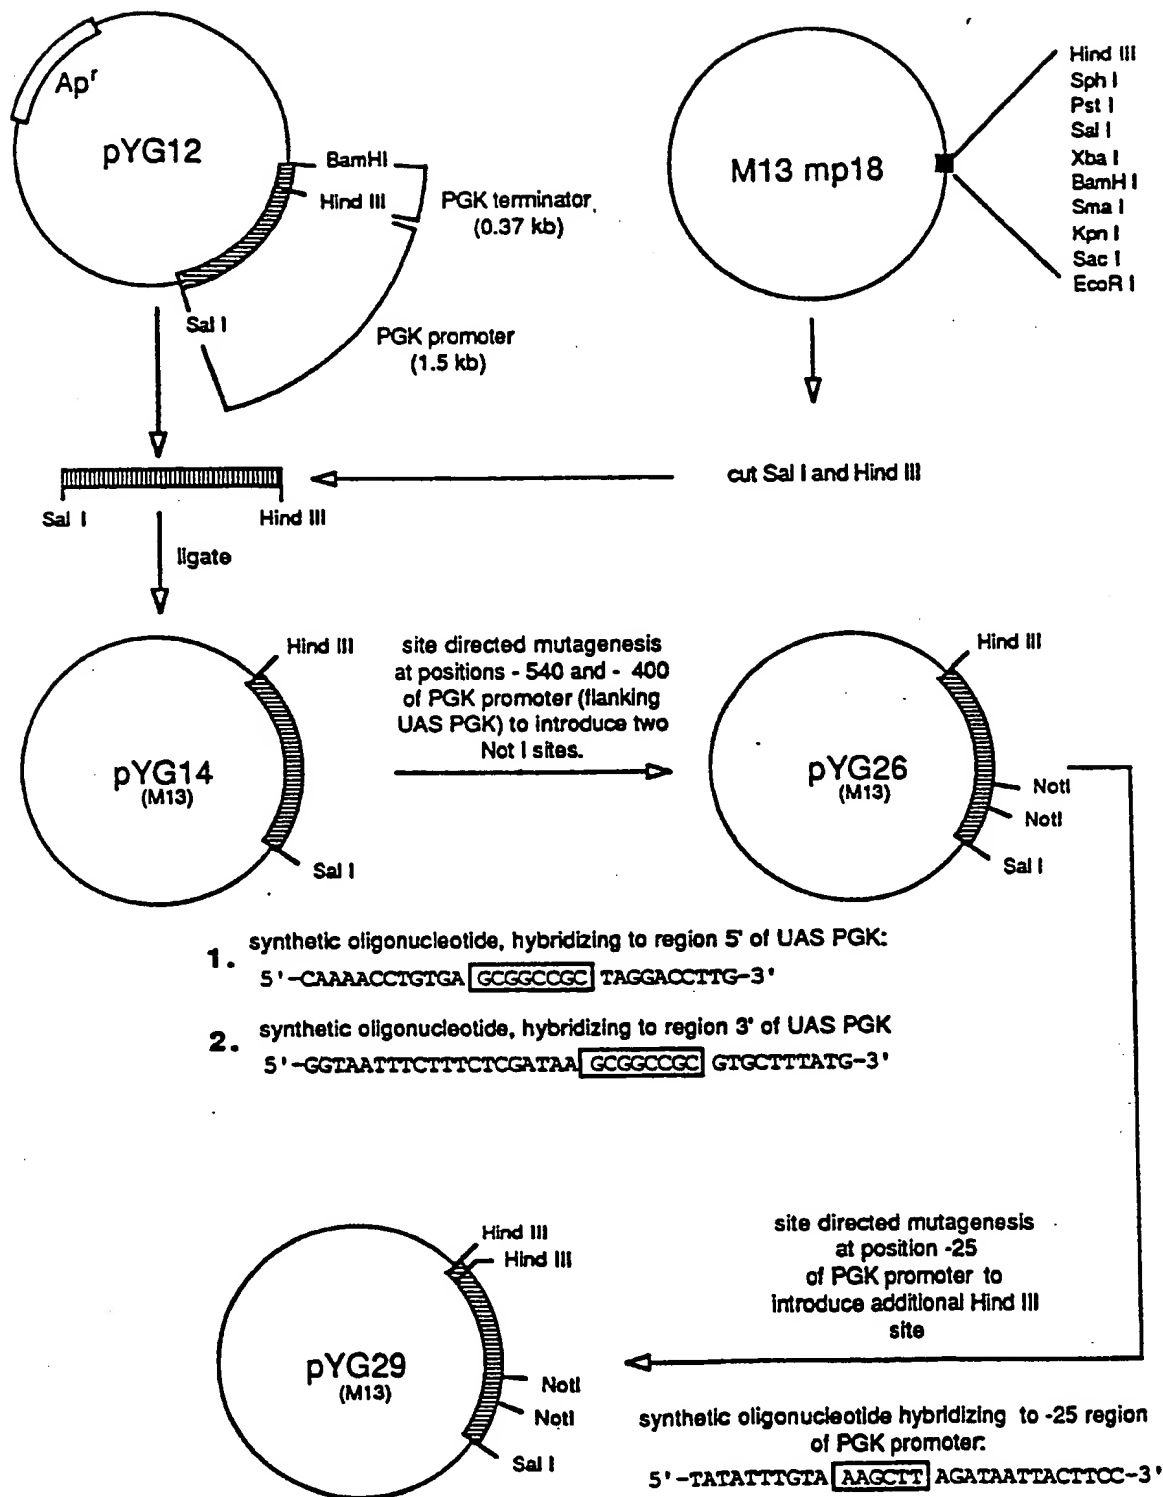 Apr
pYG12
BamHI
Hind III
PGK terminator,
(0.37 kb)
Sal I
PGK promoter
(1.5 kb)
M13 mp18
Hind III
Sph I
Pst I
Sal I
Xba I
BamH I
Sma I
Kpn I
Sac I
EcoR I
cut Sal I and Hind III
Sal I
Hind III
ligate
Hind III
pYG14
(M13)
Sal I
site directed mutagenesis
at positions - 540 and - 400
of PGK promoter (flanking
UAS PGK) to introduce two
Not I sites.
Hind III
pYG26
(M13)
NotI
NotI
Sal I
1. synthetic oligonucleotide, hybridizing to region 5' of UAS PGK:
5'-CAAAACCTGTGA GCGGCCGC TAGGACCTTG-3'
2. synthetic oligonucleotide, hybridizing to region 3' of UAS PGK
5'-GGTAATTTCTTTCTCGATAA GCGGCCGC GTGCTTTATG-3'
site directed mutagenesis
at position -25
of PGK promoter to
introduce additional Hind III
site
Hind III
Hind III
pYG29
(M13)
NotI
NotI
Sal I
synthetic oligonucleotide hybridizing to -25 region
of PGK promoter:
5'-TATATTTGTA AAGCTT AGATAATTACTTCC-3'